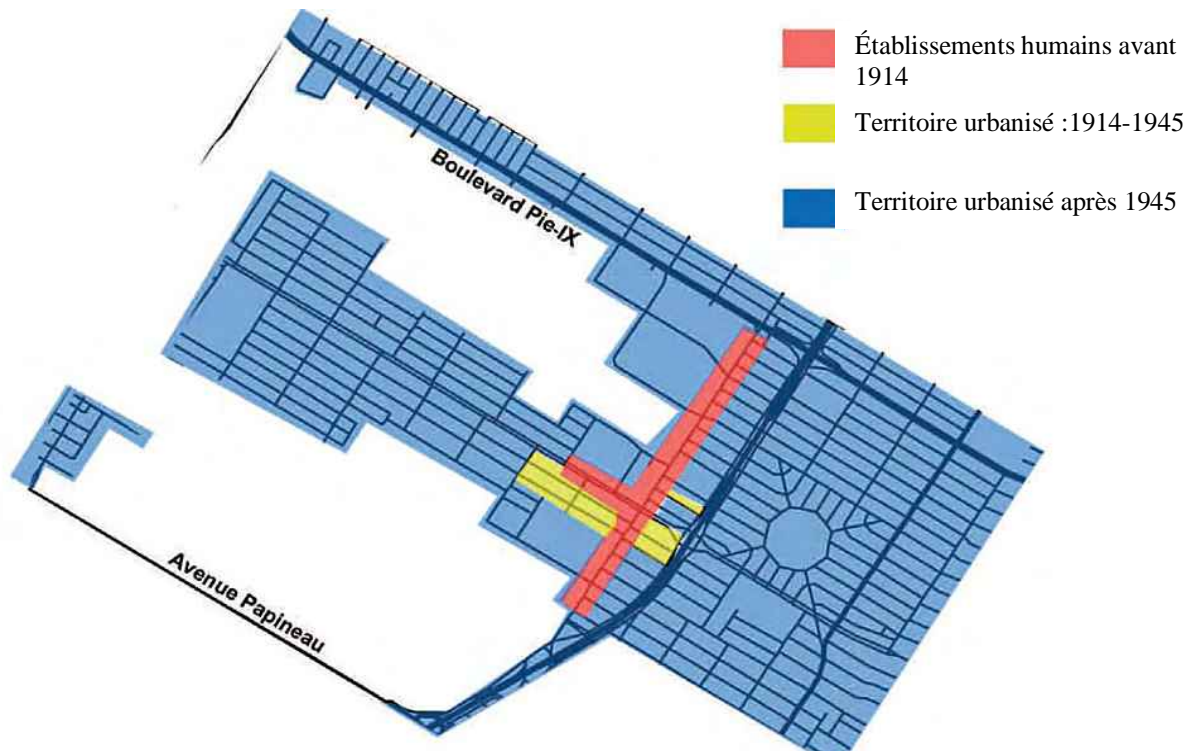 Établissements humains avant
1914
Territoire urbanisé :1914-1945
Territoire urbanisé après 1945
Boulevard Pie-IX
Avenue Papineau